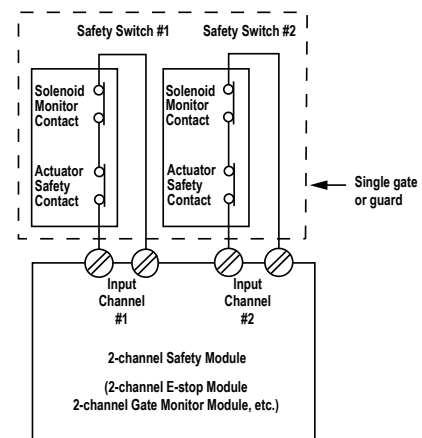 Safety Switch #1
Safety Switch #2
Solenoid
Monitor
Contact
Solenoid
Monitor
Contact
Actuator
Safety
Contact
Actuator
Safety
Contact
Single gate
or guard
Input
Channel
#1
Input
Channel
#2
2-channel Safety Module
(2-channel E-stop Module
2-channel Gate Monitor Module, etc.)